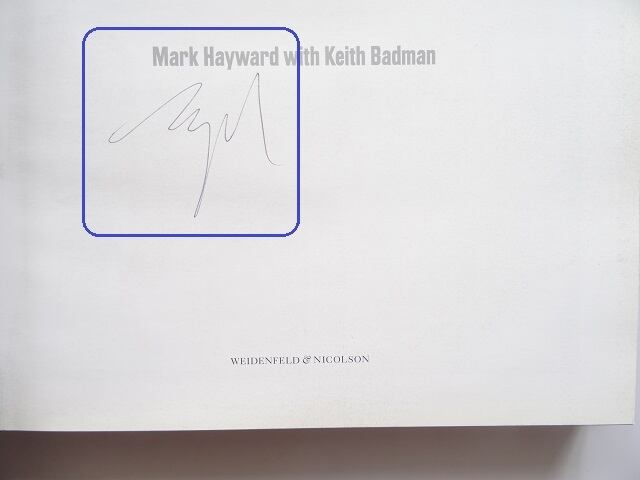 Mark Hayward with Keith Badman
WEIDENFELD & NICOLSON